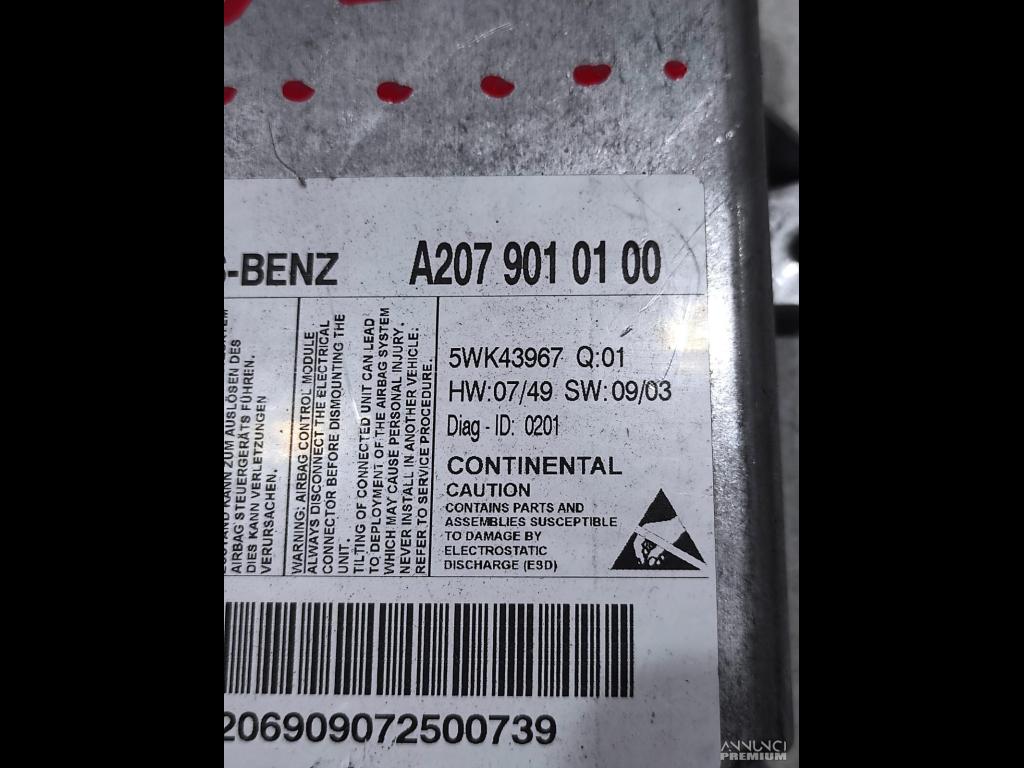 -BENZ
A207 901 01 00
AUSLÖSEN DES
AIRBAG STEUERGERÄTS FÜHREN.
DIES KANN VERLETZUNGEN
VERURSACHEN.
WARNING: AIRBAG CONTROL MODULE
ALWAYS DISCONNECT THE ELECTRICAL
CONNECTOR BEFORE DISMOUNTING THE
UNIT.
TILTING OF CONNECTED UNIT CAN LEAD
TO DEPLOYMENT OF THE AIRBAG SYSTEM
WHICH MAY CAUSE PERSONAL INJURY.
NEVER INSTALL IN ANOTHER VEHICLE.
REFER TO SERVICE PROCEDURE.
5WK43967 Q:01
HW:07/49 SW:09/03
Diag - ID: 0201
CONTINENTAL
CAUTION
CONTAINS PARTS AND
ASSEMBLIES SUSCEPTIBLE
TO DAMAGE BY
ELECTROSTATIC
DISCHARGE (ESD)
206909072500739
ANNUNCI
PREMIUM